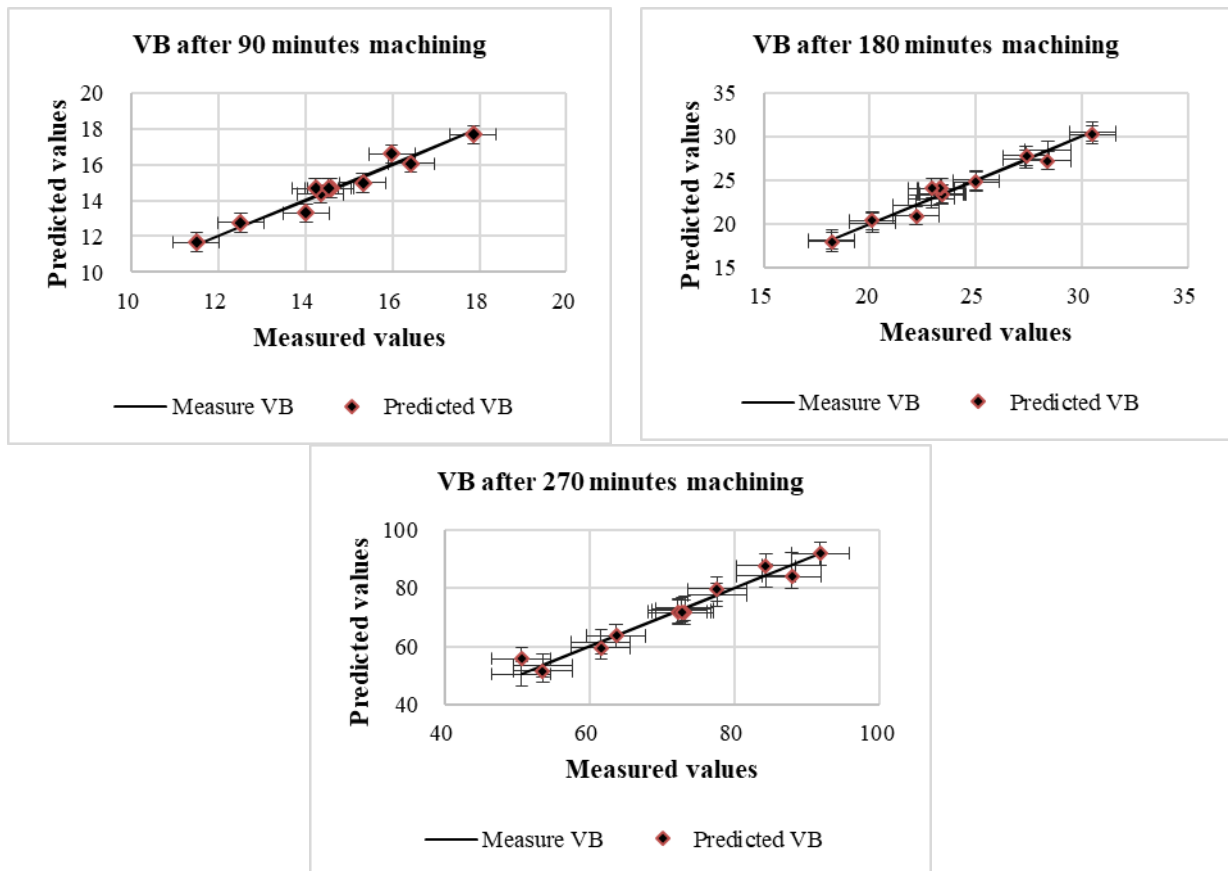 VB after 90 minutes machining
Predicted values
20
18
16
14
12
10
10 12 14 16 18 20
Measured values
Measure VB Predicted VB
VB after 180 minutes machining
Predicted values
35
30
25
20
15
15 20 25 30 35
Measured values
Measure VB Predicted VB
VB after 270 minutes machining
Predicted values
100
80
60
40
40 60 80 100
Measured values
Measure VB Predicted VB